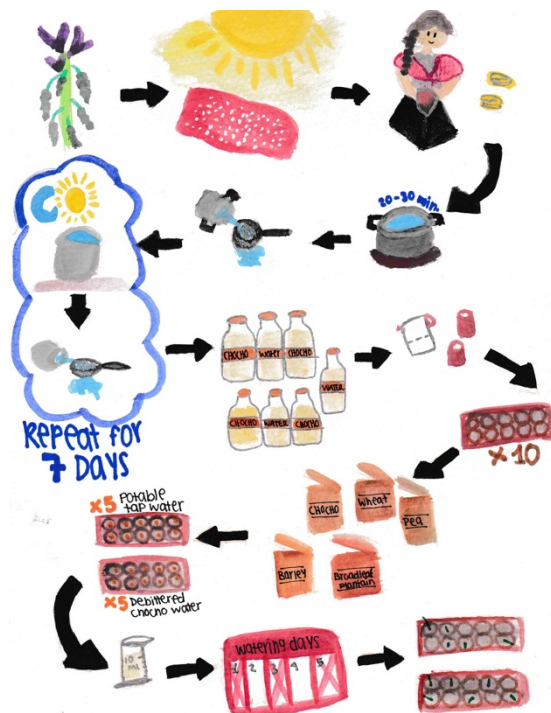 20-30 min.
REPEAT FOR
7 DAYS
CHOCHO
Water
CHOCHO
WATER
CHOCHO
WATER
CHOCHO
×10
CHOCHO
Wheat
Pea
Barley
Broadleaf
Plantain
×5 Potable
tap water
×5 Debittered
chocho water
10
mL
watering days
1 2 3 4 5